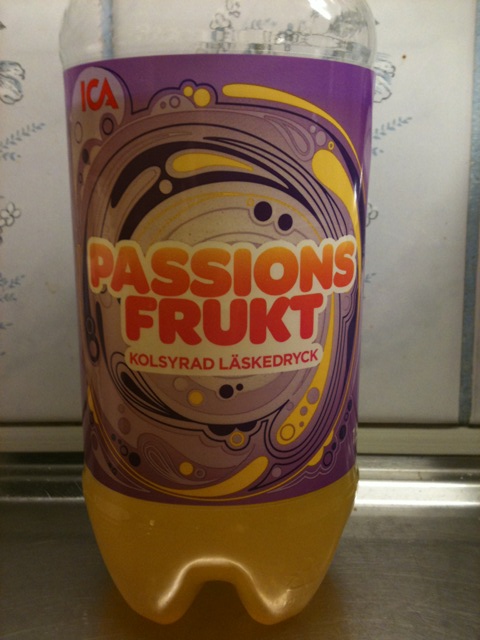 ICA
PASSIONS
FRUKT
KOLSYRAD LÄSKEDRYCK